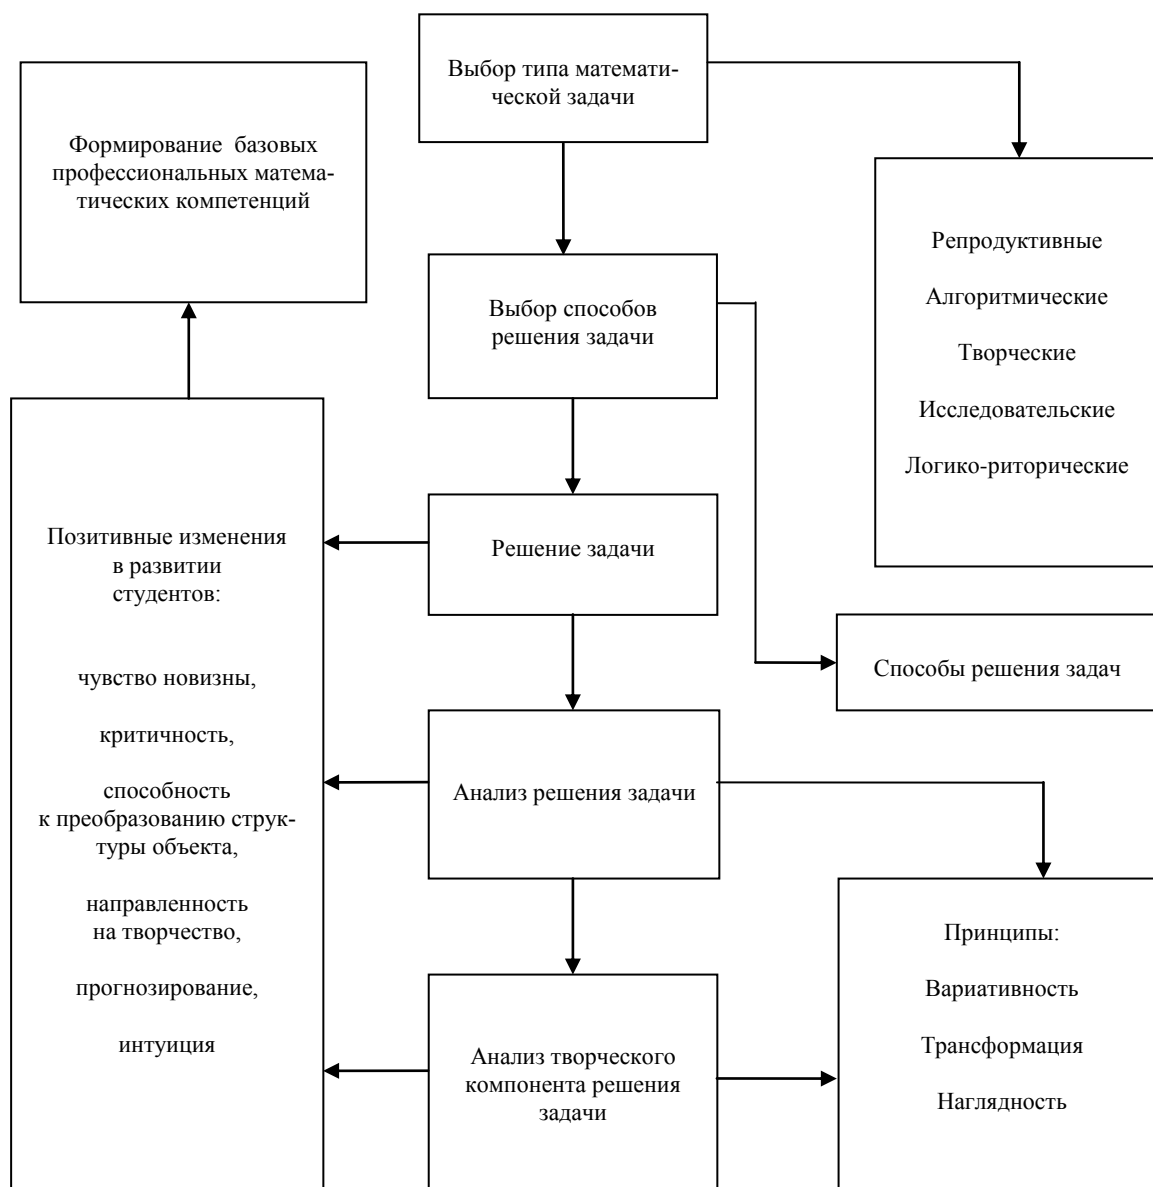 Выбор типа математи-
ческой задачи
Формирование базовых
профессиональных матема-
тических компетенций
Репродуктивные
Алгоритмические
Творческие
Исследовательские
Логико-риторические
Выбор способов
решения задачи
Решение задачи
Способы решения задач
Позитивные изменения
в развитии
студентов:
чувство новизны,
критичность,
способность
к преобразованию струк-
туры объекта,
направленность
на творчество,
прогнозирование,
интуиция
Анализ решения задачи
Анализ творческого
компонента решения
задачи
Принципы:
Вариативность
Трансформация
Наглядность